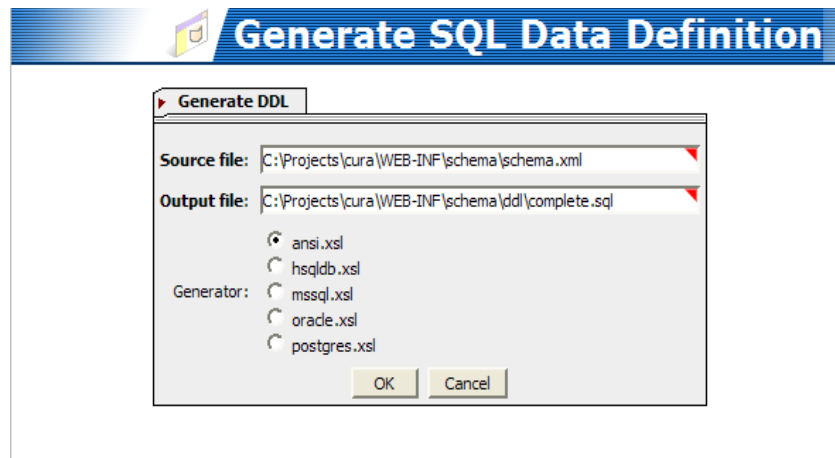 Generate SQL Data Definition
Generate DDL
Source file: C:\Projects\cura\WEB-INF\schema\schema.xml
Output file: C:\Projects\cura\WEB-INF\schema\ddl\complete.sql
ansi.xsl
hsqldb.xsl
Generator: mssql.xsl
oracle.xsl
postgres.xsl
OK Cancel